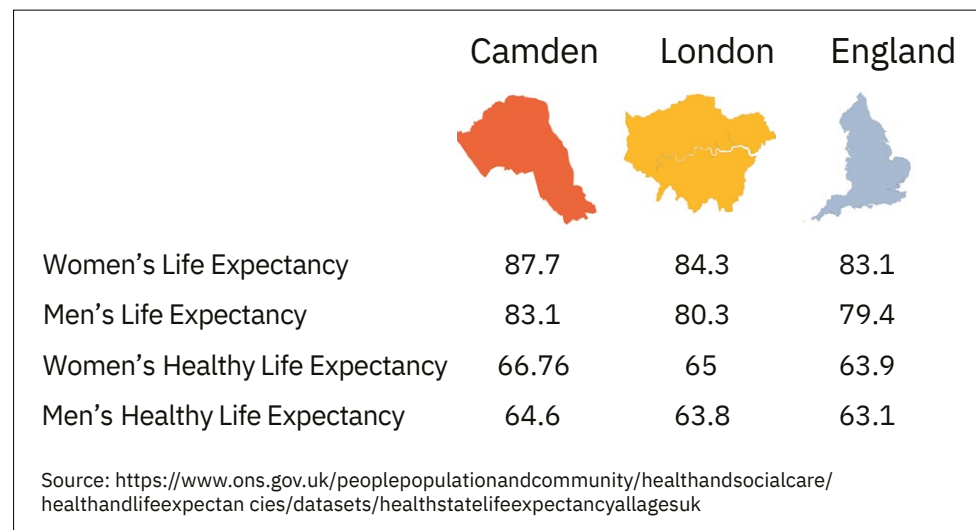 Camden London England
Women’s Life Expectancy 87.7 84.3 83.1
Men’s Life Expectancy 83.1 80.3 79.4
Women’s Healthy Life Expectancy 66.76 65 63.9
Men’s Healthy Life Expectancy 64.6 63.8 63.1
Source: https://www.ons.gov.uk/peoplepopulationandcommunity/healthandsocialcare/
healthandlifeexpectan cies/datasets/healthstatelifeexpectancyallagesuk